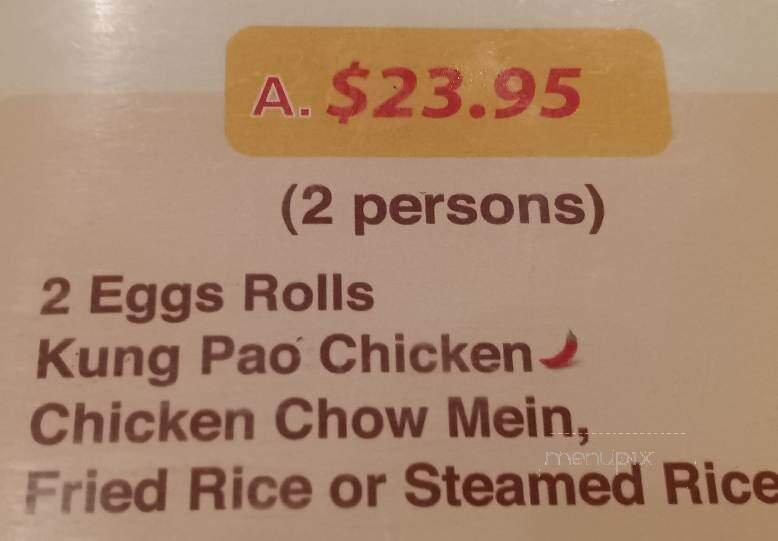 A. $23.95
(2 persons)
2 Eggs Rolls
Kung Pao Chicken
Chicken Chow Mein,
menupix
Fried Rice or Steamed Rice